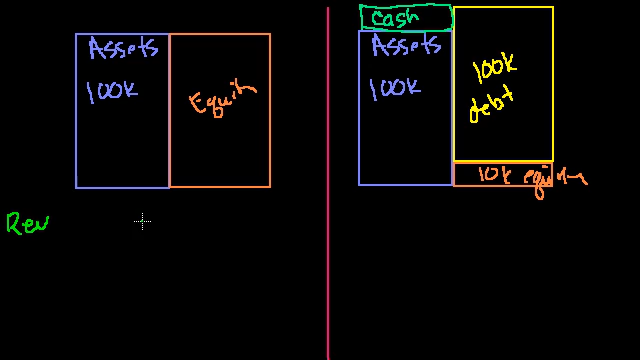 Assets
100k
Equity
Rev
Cash
Assets
100k
100k
debt
10k equity